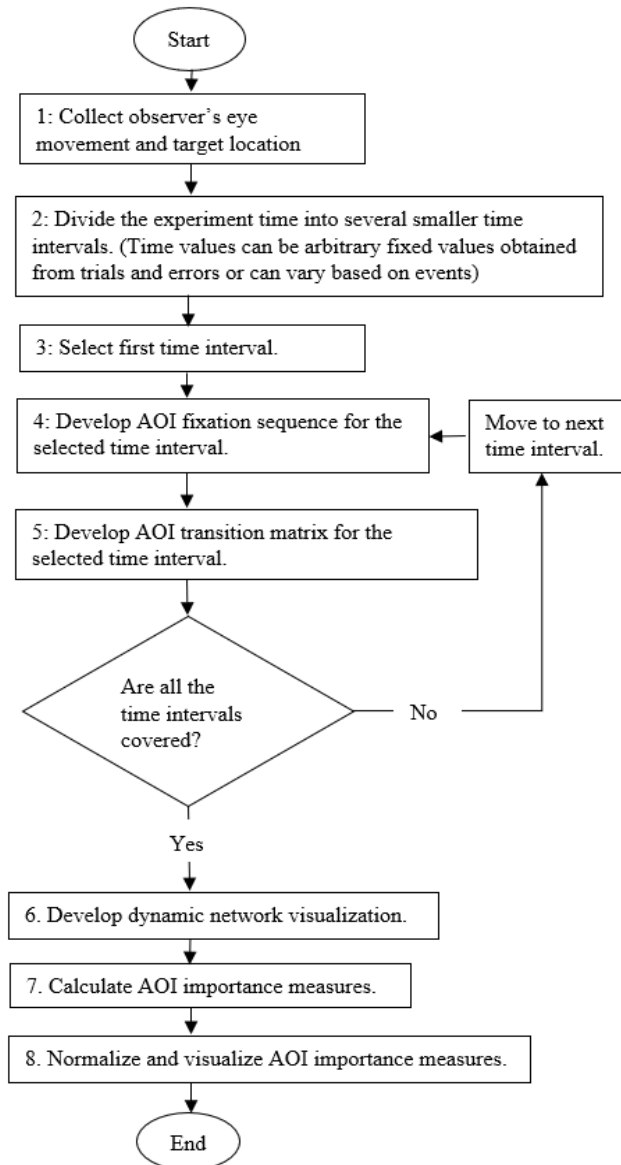 Start
1: Collect observer’s eye
movement and target location
2: Divide the experiment time into several smaller time
intervals. (Time values can be arbitrary fixed values obtained
from trials and errors or can vary based on events)
3: Select first time interval.
4: Develop AOI fixation sequence for the
selected time interval.
Move to next
time interval.
5: Develop AOI transition matrix for the
selected time interval.
Are all the
time intervals
covered?
No
Yes
6. Develop dynamic network visualization.
7. Calculate AOI importance measures.
8. Normalize and visualize AOI importance measures.
End